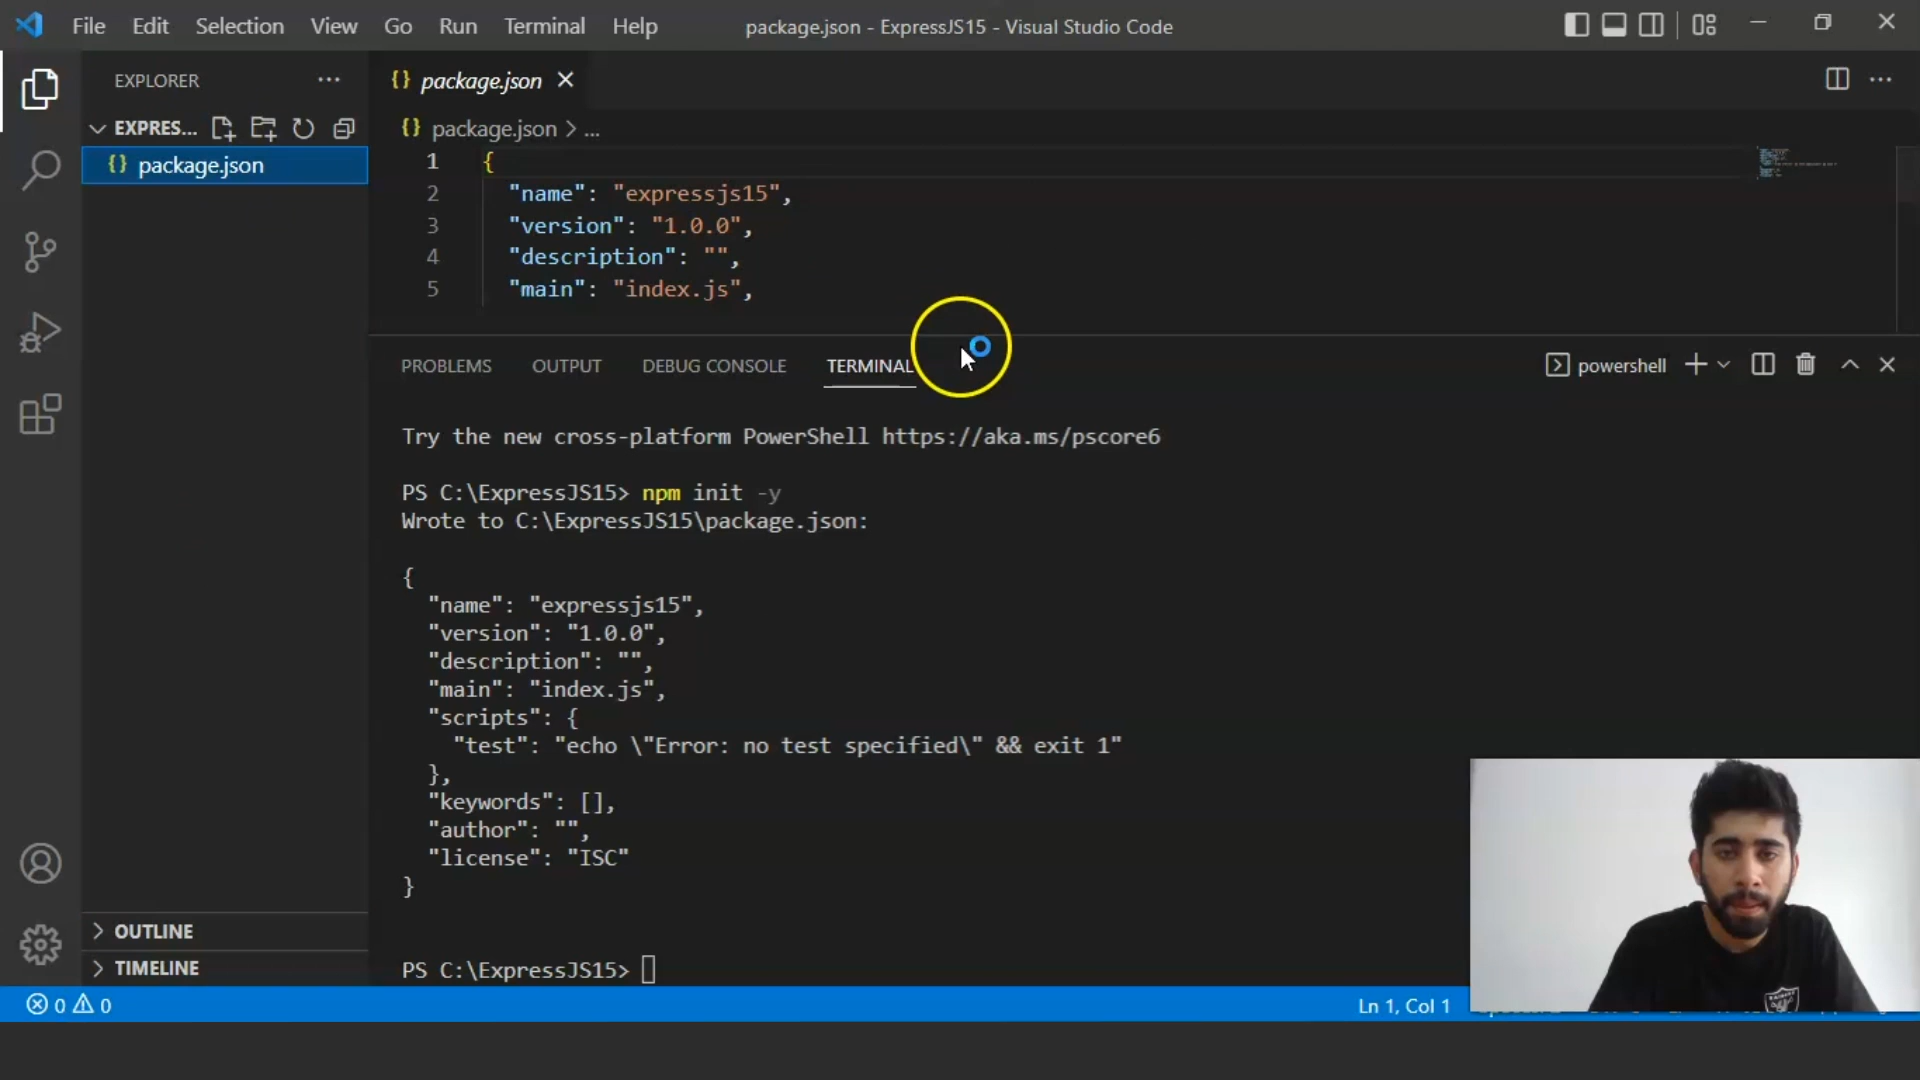 File Edit Selection View Go Run Terminal Help package.json - ExpressJS15 - Visual Studio Code
EXPLORER
EXPRES...
package.json
OUTLINE
TIMELINE
{} package.json
{} package.json > ...
1 {
2 "name": "expressjs15",
3 "version": "1.0.0",
4 "description": "",
5 "main": "index.js",
PROBLEMS OUTPUT DEBUG CONSOLE TERMINAL powershell
Try the new cross-platform PowerShell https://aka.ms/pscore6
PS C:\ExpressJS15> npm init -y
Wrote to C:\ExpressJS15\package.json:
{
"name": "expressjs15",
"version": "1.0.0",
"description": "",
"main": "index.js",
"scripts": {
"test": "echo \"Error: no test specified\" && exit 1"
},
"keywords": [],
"author": "",
"license": "ISC"
}
PS C:\ExpressJS15>
0 0 Ln 1, Col 1
RAIDERS